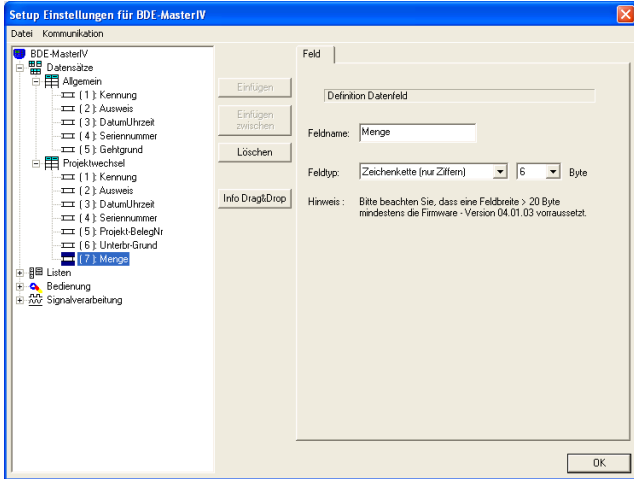 Setup Einstellungen für BDE-MasterIV
Datei Kommunikation
BDE-MasterIV
Datensätze
Allgemein
( 1 ): Kennung
( 2 ): Ausweis
( 3 ): DatumUhrzeit
( 4 ): Seriennummer
( 5 ): Gehtgrund
Projektwechsel
( 1 ): Kennung
( 2 ): Ausweis
( 3 ): DatumUhrzeit
( 4 ): Seriennummer
( 5 ): Projekt-BelegNr
( 6 ): Unterbr-Grund
( 7 ): Menge
Listen
Bedienung
Signalverarbeitung
Einfügen
Einfügen
zwischen
Löschen
Info Drag&Drop
Feld
Definition Datenfeld
Feldname: Menge
Feldtyp: Zeichenkette (nur Ziffern) 6 Byte
Hinweis : Bitte beachten Sie, dass eine Feldbreite > 20 Byte
mindestens die Firmware - Version 04.01.03 vorraussetzt.
OK